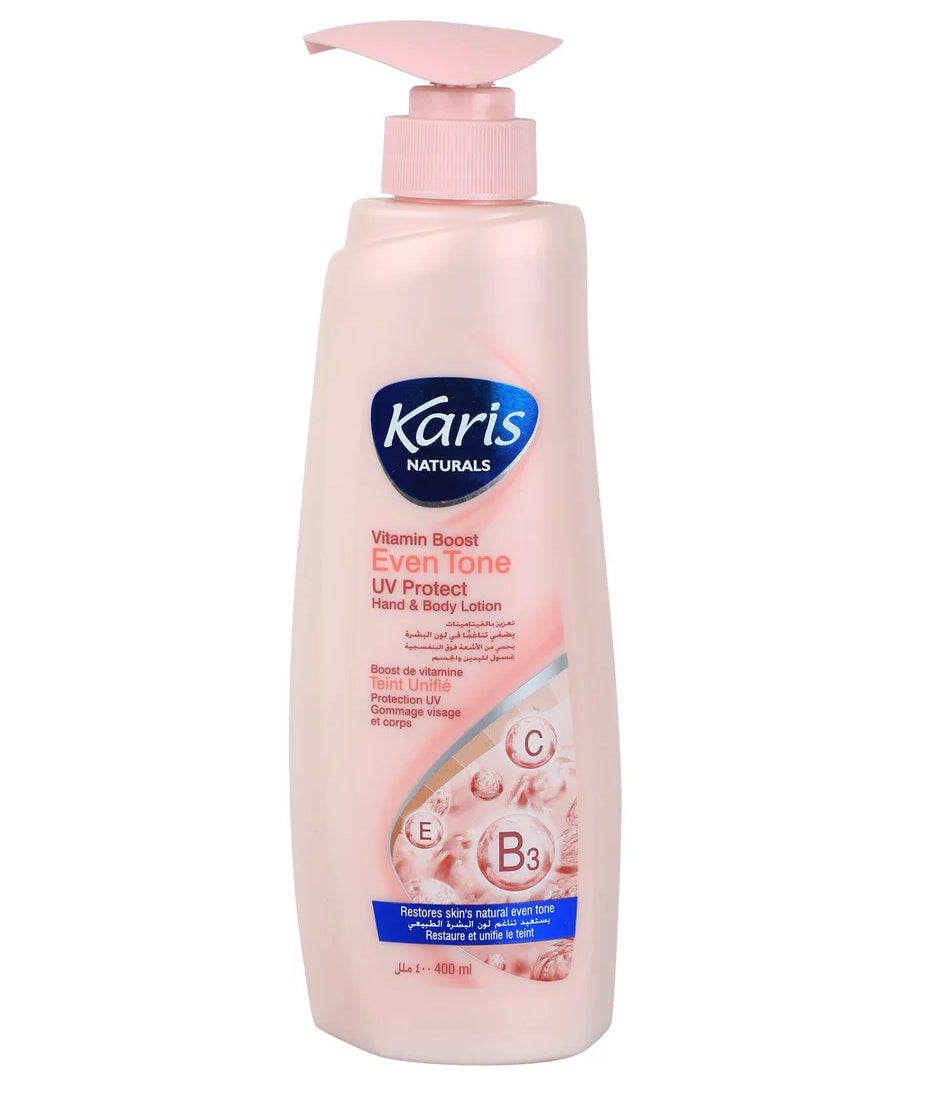 Karis
NATURALS
Vitamin Boost
Even Tone
UV Protect
Hand & Body Lotion
تعزيز بالفيتامينات
يضفي تناغمًا في لون البشرة
يحمي من الأشعة فوق البنفسجية
غسول لليدين والجسم
Boost de vitamine
Teint Unifié
Protection UV
Gommage visage
et corps
C
E
B3
Restores skin's natural even tone
يستعيد تناغم لون البشرة الطبيعي
Restaure et unifie le teint
400 ml ٤٠٠ ملل